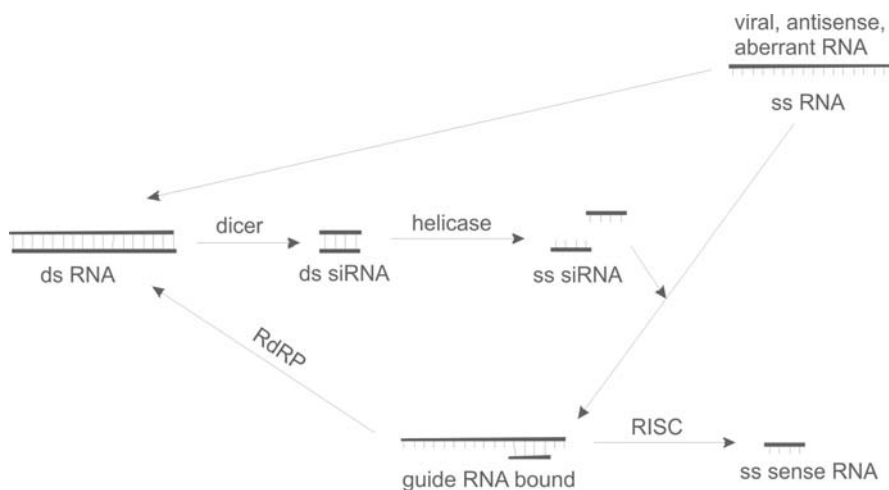 viral, antisense,
aberrant RNA
ss RNA
dicer
helicase
ds RNA
ds siRNA
ss siRNA
RdRP
RISC
guide RNA bound
ss sense RNA